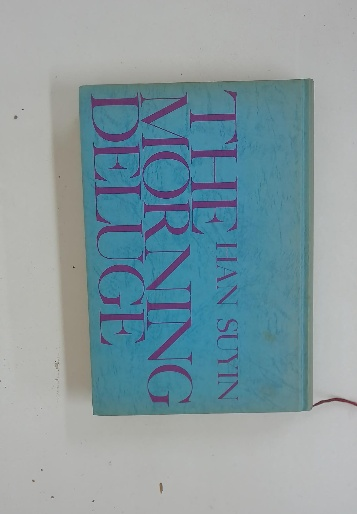 THE
HAN SUYIN
MORNING
DELUGE